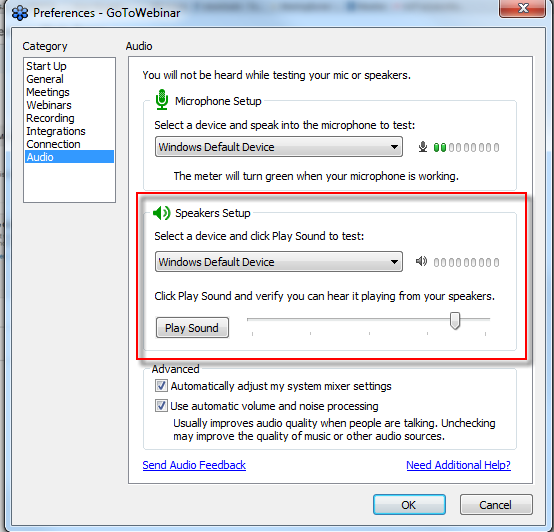 Preferences - GoToWebinar
Category
Start Up
General
Meetings
Webinars
Recording
Integrations
Connection
Audio
Audio
You will not be heard while testing your mic or speakers.
Microphone Setup
Select a device and speak into the microphone to test:
Windows Default Device
The meter will turn green when your microphone is working.
Speakers Setup
Select a device and click Play Sound to test:
Windows Default Device
Click Play Sound and verify you can hear it playing from your speakers.
Play Sound
Advanced
Automatically adjust my system mixer settings
Use automatic volume and noise processing
Usually improves audio quality when people are talking. Unchecking
may improve the quality of music or other audio sources.
Send Audio Feedback
Need Additional Help?
OK
Cancel